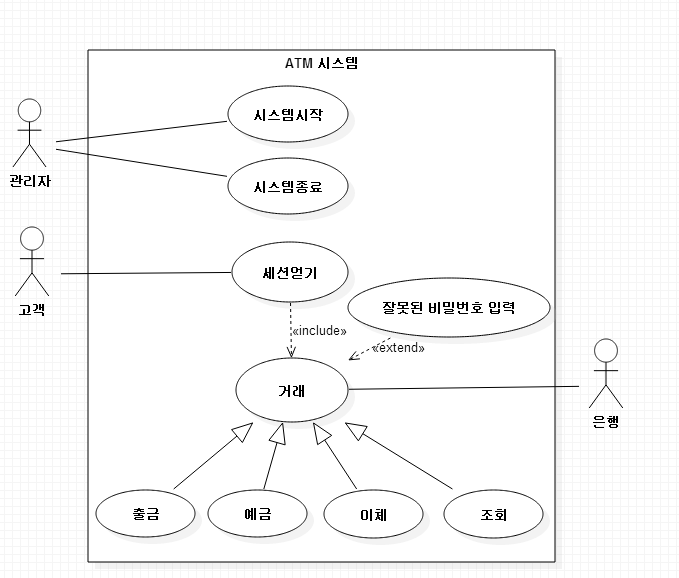 ATM 시스템
시스템시작
관리자
시스템종료
세션얻기
고객
잘못된 비밀번호 입력
«include»
«extend»
거래
은행
출금
예금
이체
조회